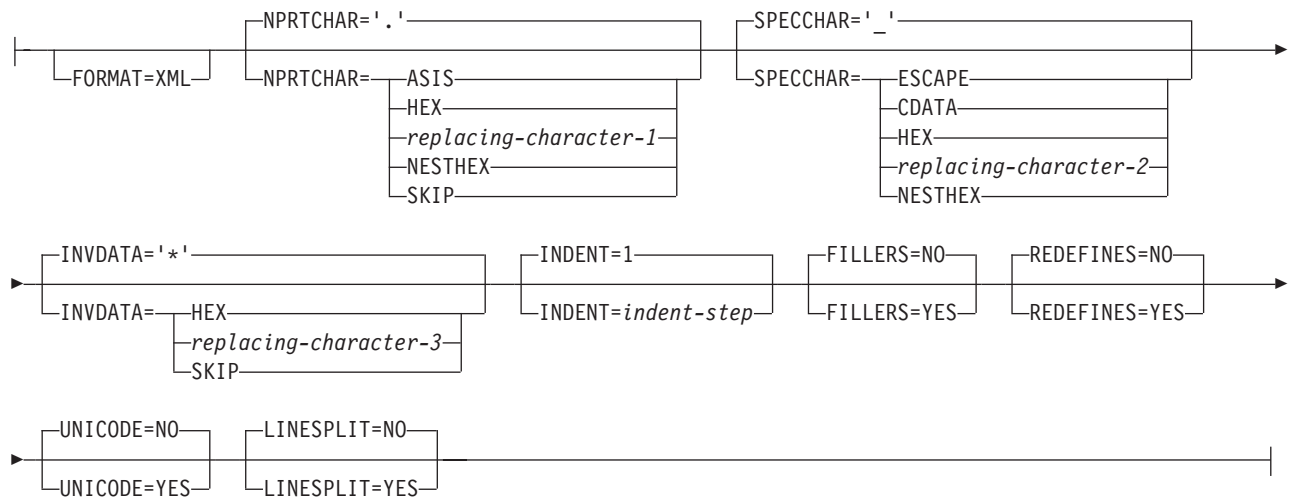 NPRTCHAR='.' SPECCHAR='_'
FORMAT=XML NPRTCHAR= ASIS SPECCHAR= ESCAPE
HEX CDATA
replacing-character-1 HEX
NESTHEX replacing-character-2
SKIP NESTHEX
INVDATA='*' INDENT=1 FILLERS=NO REDEFINES=NO
INVDATA= HEX INDENT=indent-step FILLERS=YES REDEFINES=YES
replacing-character-3
SKIP
UNICODE=NO LINESPLIT=NO
UNICODE=YES LINESPLIT=YES